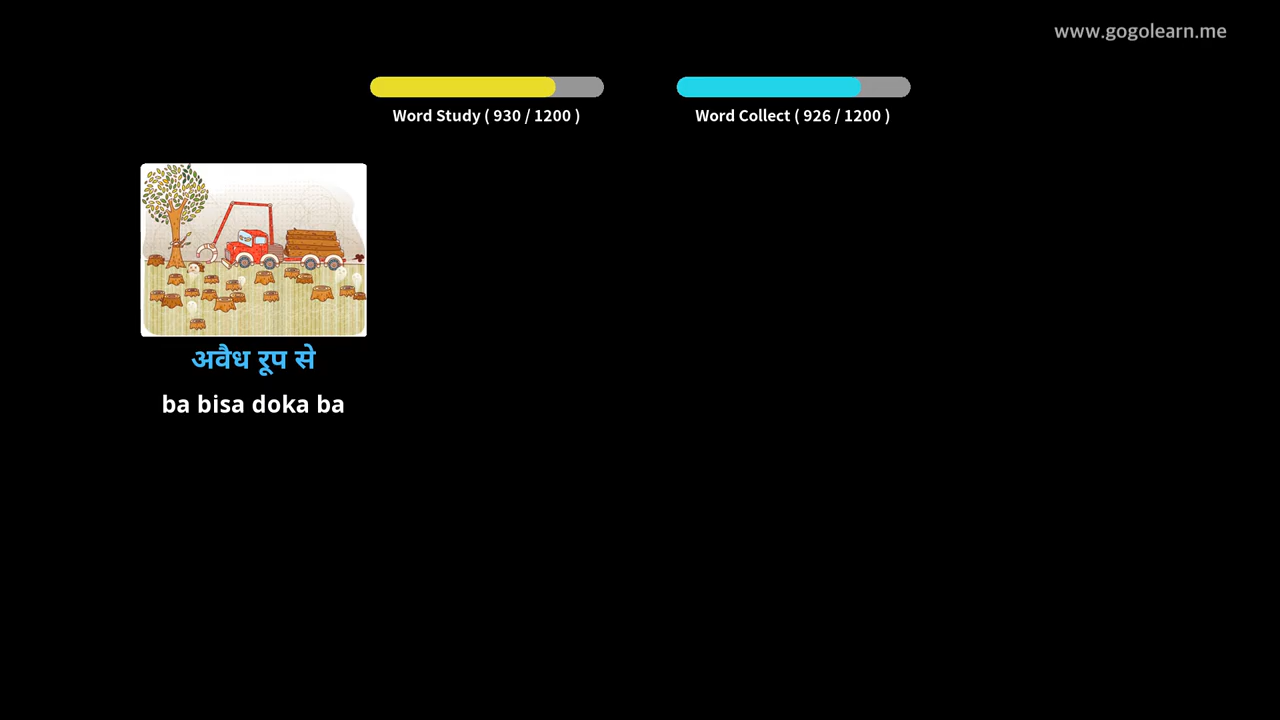 www.gogolearn.me
Word Study ( 930 / 1200 )
Word Collect ( 926 / 1200 )
अवैध रूप से
ba bisa doka ba